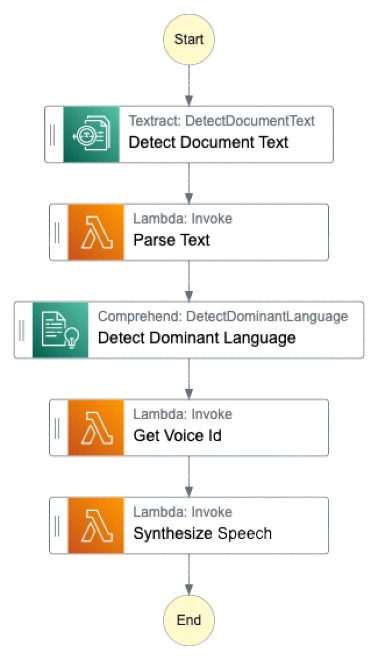 Start
Textract: DetectDocumentText
Detect Document Text
Lambda: Invoke
Parse Text
Comprehend: DetectDominantLanguage
Detect Dominant Language
Lambda: Invoke
Get Voice Id
Lambda: Invoke
Synthesize Speech
End